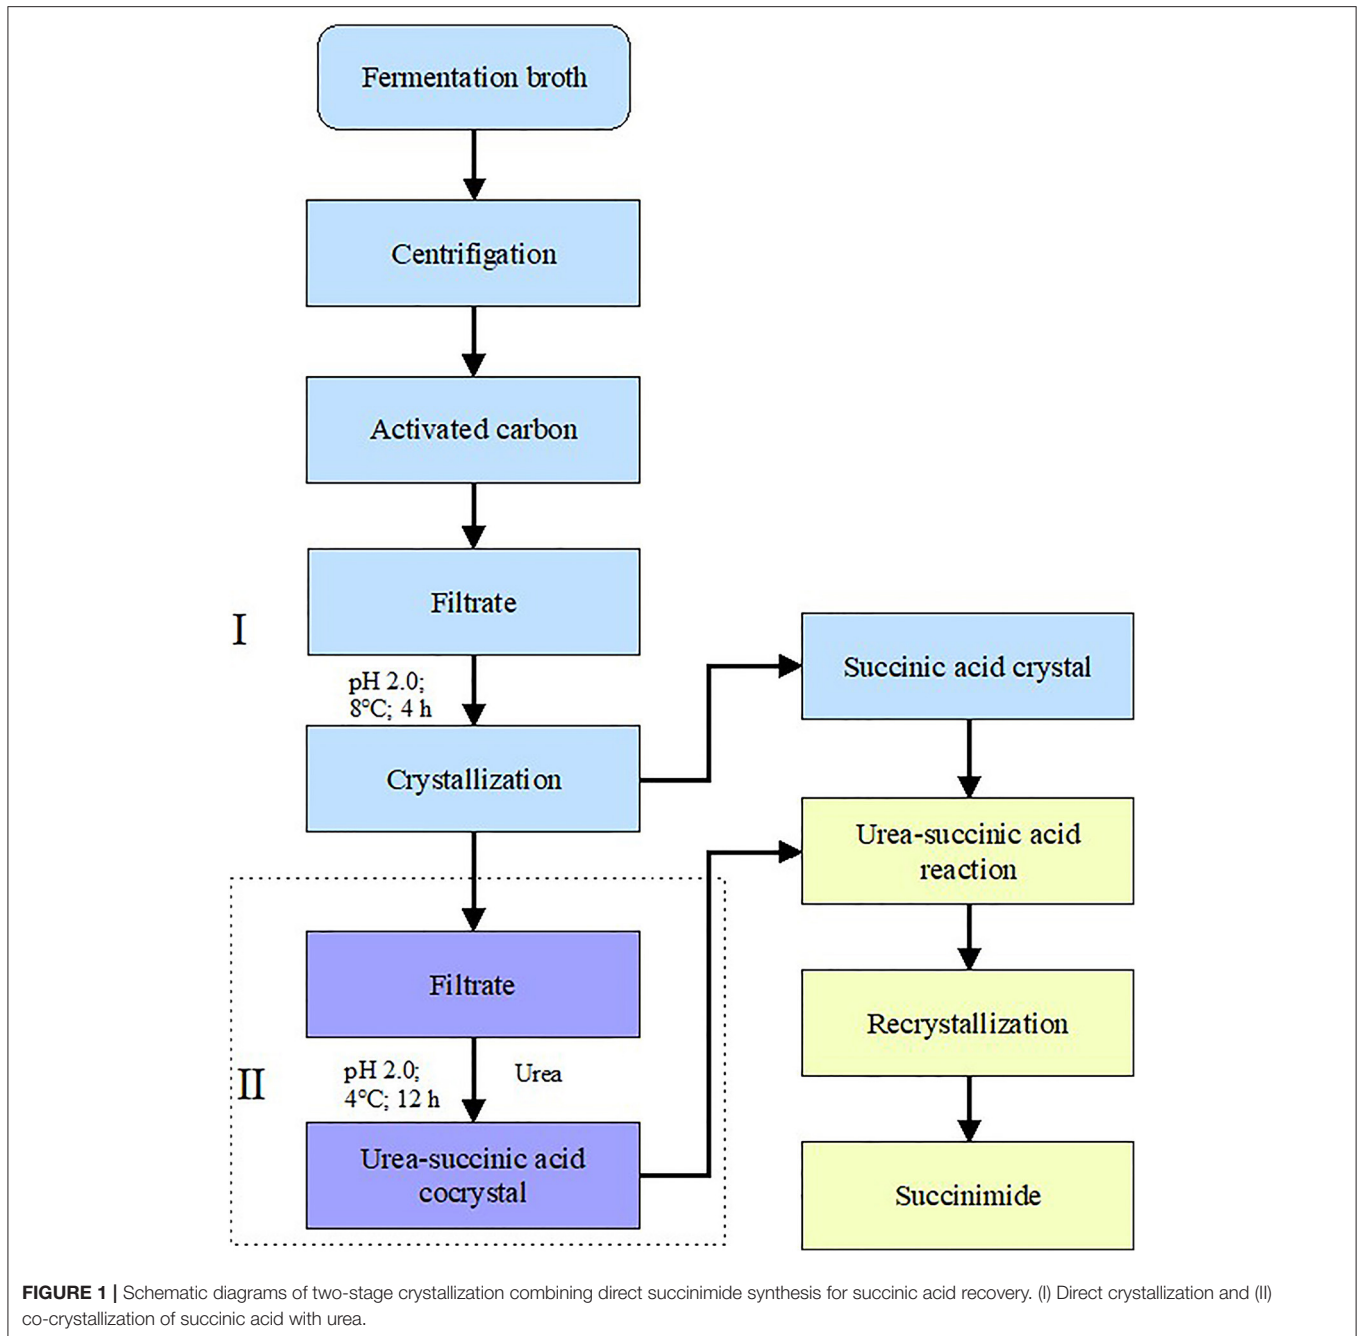 Fermentation broth
Centrifigation
Activated carbon
Filtrate
I
pH 2.0;
8°C; 4 h
Crystallization
Succinic acid crystal
Urea-succinic acid
reaction
Filtrate
II
pH 2.0;
4°C; 12 h
Urea
Urea-succinic acid
cocrystal
Recrystallization
Succinimide
FIGURE 1 | Schematic diagrams of two-stage crystallization combining direct succinimide synthesis for succinic acid recovery. (I) Direct crystallization and (II)
co-crystallization of succinic acid with urea.